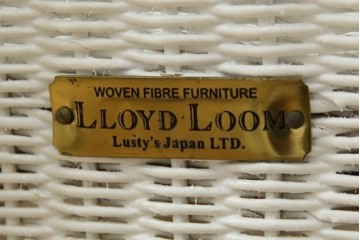 WOVEN FIBRE FURNITURE
LLOYD LOOM
Lusty's Japan LTD.